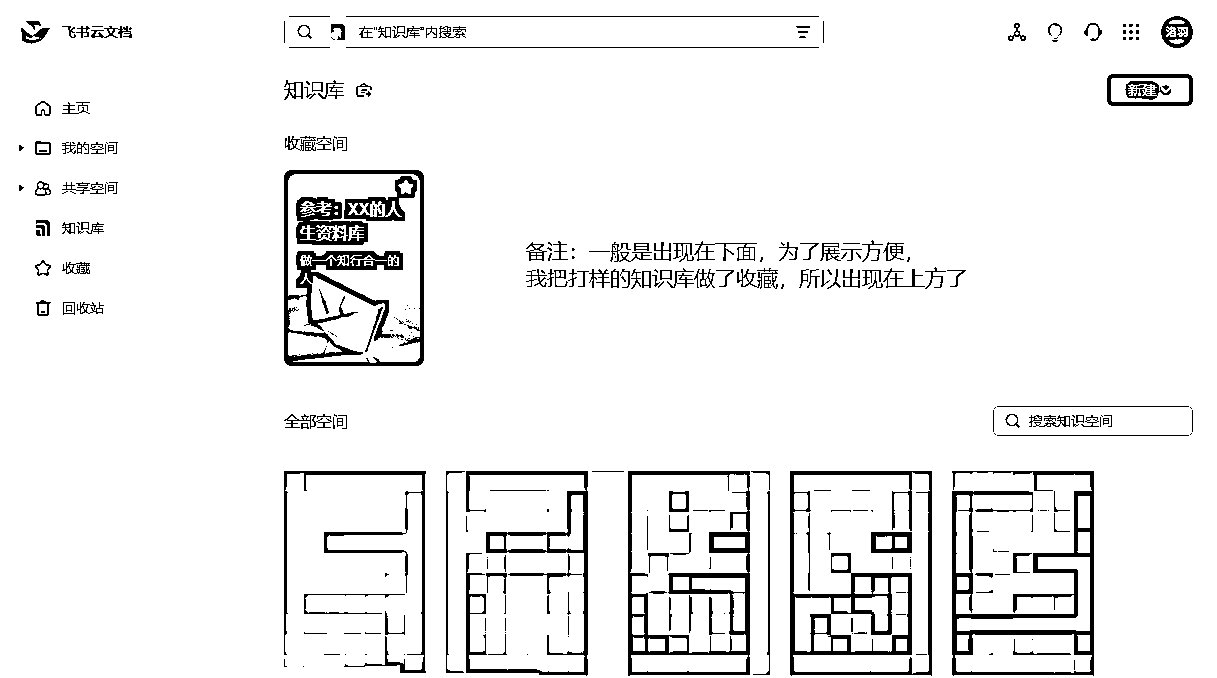 飞书云文档
在"知识库"内搜索
洛羽
主页
我的空间
共享空间
知识库
收藏
回收站
知识库
新建
收藏空间
参考：XX的人
生资料库
做一个知行合一的
人
备注：一般是出现在下面，为了展示方便，
我把打样的知识库做了收藏，所以出现在上方了
全部空间
搜索知识空间